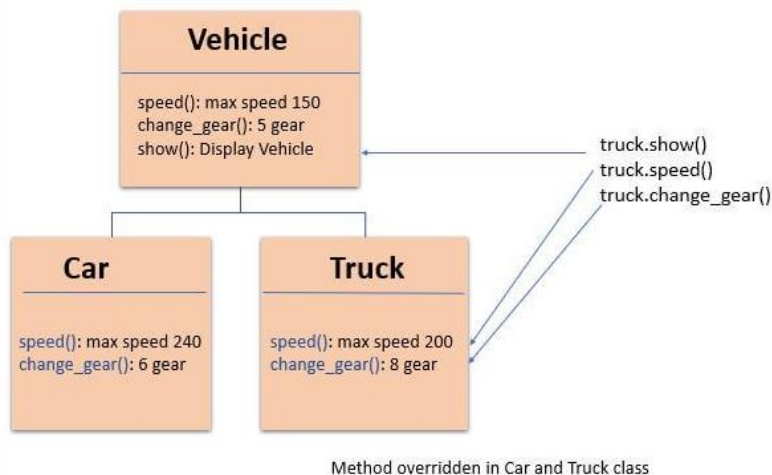 Vehicle
speed(): max speed 150
change_gear(): 5 gear
show(): Display Vehicle
truck.show()
truck.speed()
truck.change_gear()
Car
speed(): max speed 240
change_gear(): 6 gear
Truck
speed(): max speed 200
change_gear(): 8 gear
Method overridden in Car and Truck class